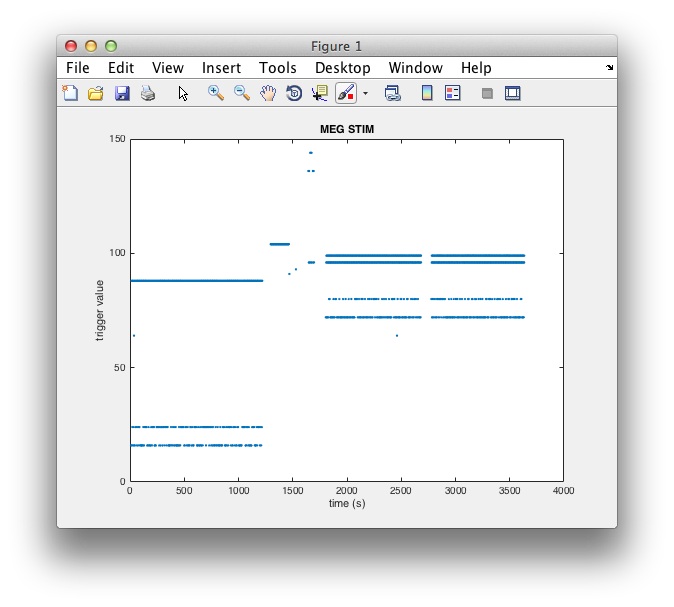 Figure 1
File Edit View Insert Tools Desktop Window Help
MEG STIM
150
100
50
0
trigger value
0 500 1000 1500 2000 2500 3000 3500 4000
time (s)